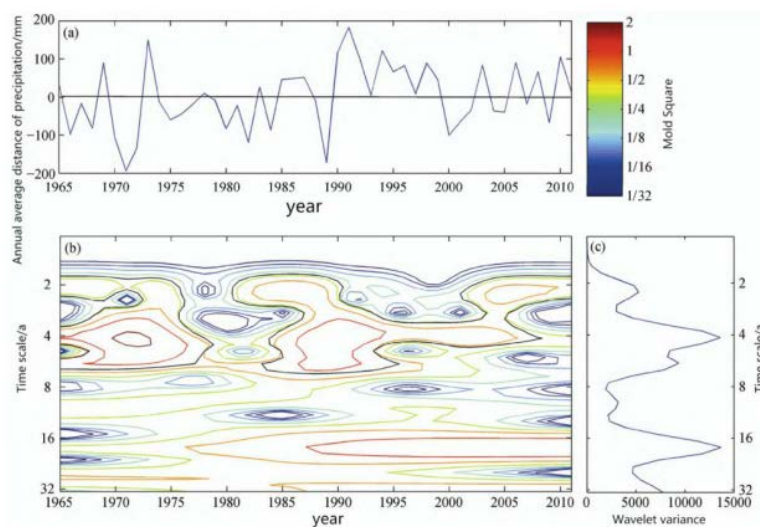 Annual average distance of precipitation/mm
200
100
0
−100
−200
(a)
1965 1970 1975 1980 1985 1990 1995 2000 2005 2010
year
2
1
1/2
1/4
1/8
1/16
1/32
Mold Square
(b)
Time scale/a
2
4
8
16
32
1965 1970 1975 1980 1985 1990 1995 2000 2005 2010
year
(c)
2
4
8
16
32
Time scale/a
0 5000 10000 15000
Wavelet variance